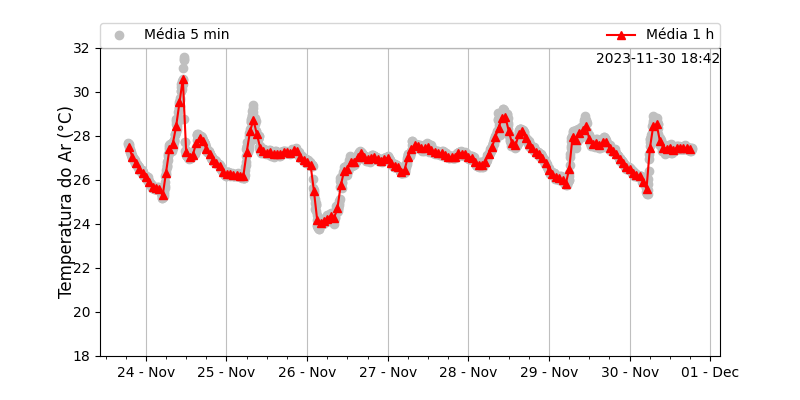 Média 5 min
Média 1 h
2023-11-30 18:42
Temperatura do Ar (°C)
32
30
28
26
24
22
20
18
24 - Nov
25 - Nov
26 - Nov
27 - Nov
28 - Nov
29 - Nov
30 - Nov
01 - Dec